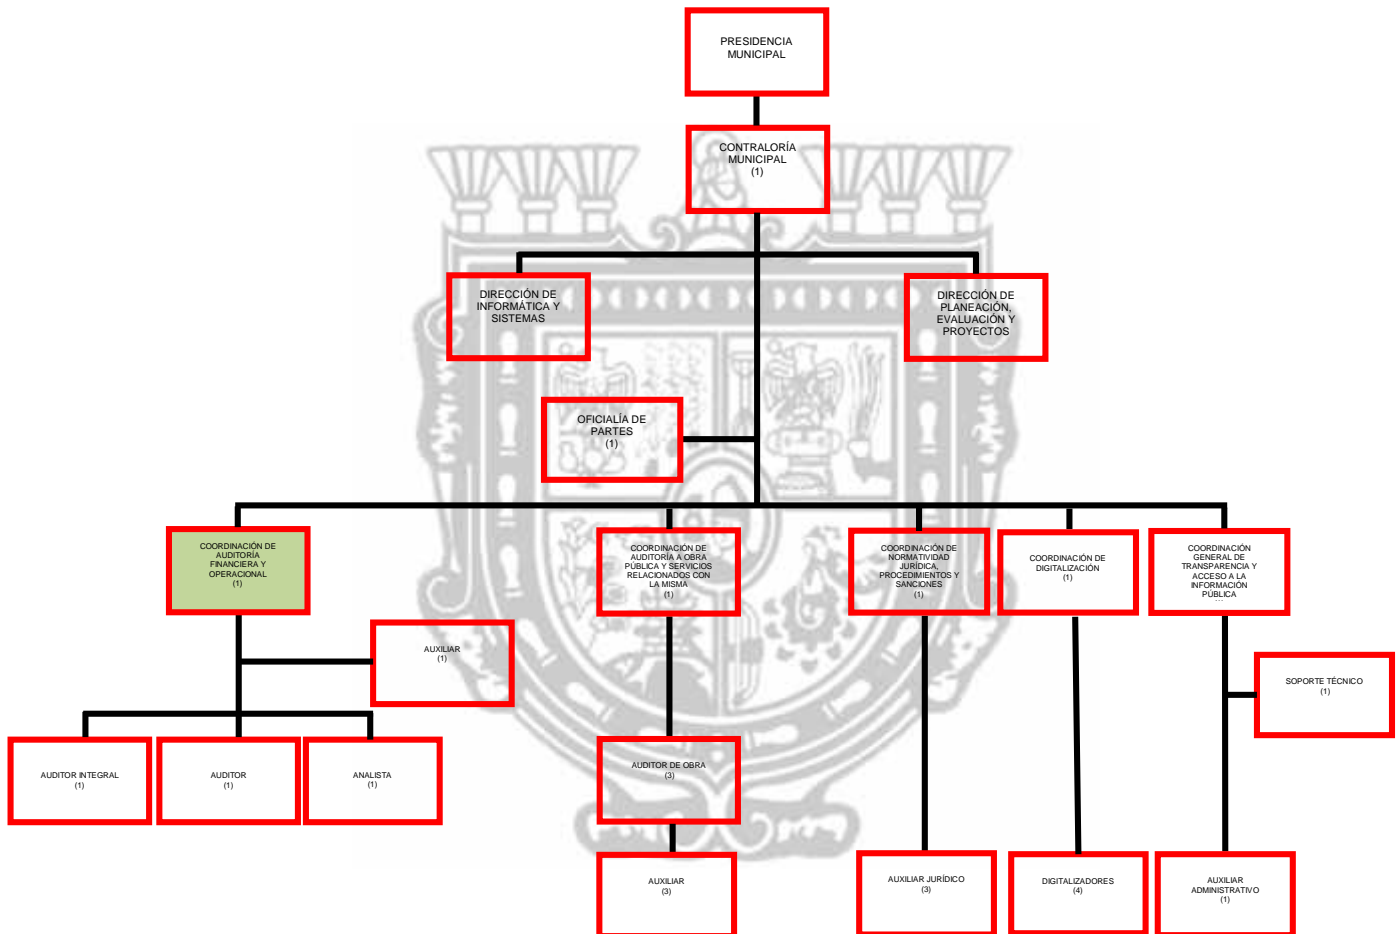 PRESIDENCIA
MUNICIPAL
CONTRALORÍA
MUNICIPAL
(1)
DIRECCIÓN DE
INFORMÁTICA Y
SISTEMAS
DIRECCIÓN DE
PLANEACIÓN,
EVALUACIÓN Y
PROYECTOS
OFICIALÍA DE
PARTES
(1)
COORDINACIÓN DE
AUDITORÍA
FINANCIERA Y
OPERACIONAL
(1)
COORDINACIÓN DE
AUDITORÍA A OBRA
PÚBLICA Y SERVICIOS
RELACIONADOS CON
LA MISMA
(1)
COORDINACIÓN DE
NORMATIVIDAD
JURÍDICA,
PROCEDIMIENTOS Y
SANCIONES
(1)
COORDINACIÓN DE
DIGITALIZACIÓN
(1)
COORDINACIÓN
GENERAL DE
TRANSPARENCIA Y
ACCESO A LA
INFORMACIÓN
PÚBLICA
AUXILIAR
(1)
SOPORTE TÉCNICO
(1)
AUDITOR INTEGRAL
(1)
AUDITOR
(1)
ANALISTA
(1)
AUDITOR DE OBRA
(3)
AUXILIAR
(3)
AUXILIAR JURÍDICO
(3)
DIGITALIZADORES
(4)
AUXILIAR
ADMINISTRATIVO
(1)